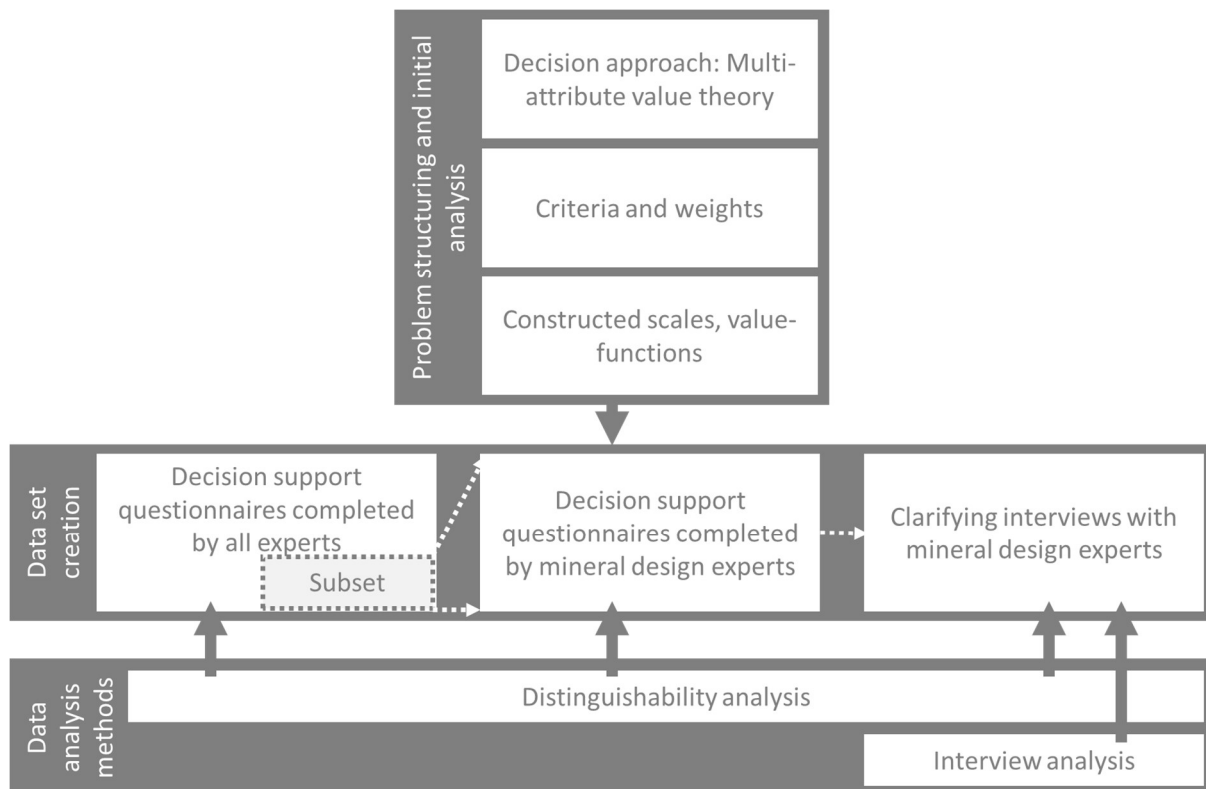 Problem structuring and initial
analysis
Decision approach: Multi-
attribute value theory
Criteria and weights
Constructed scales, value-
functions
Data set
creation
Decision support
questionnaires completed
by all experts
Subset
Decision support
questionnaires completed
by mineral design experts
Clarifying interviews with
mineral design experts
Data
analysis
methods
Distinguishability analysis
Interview analysis